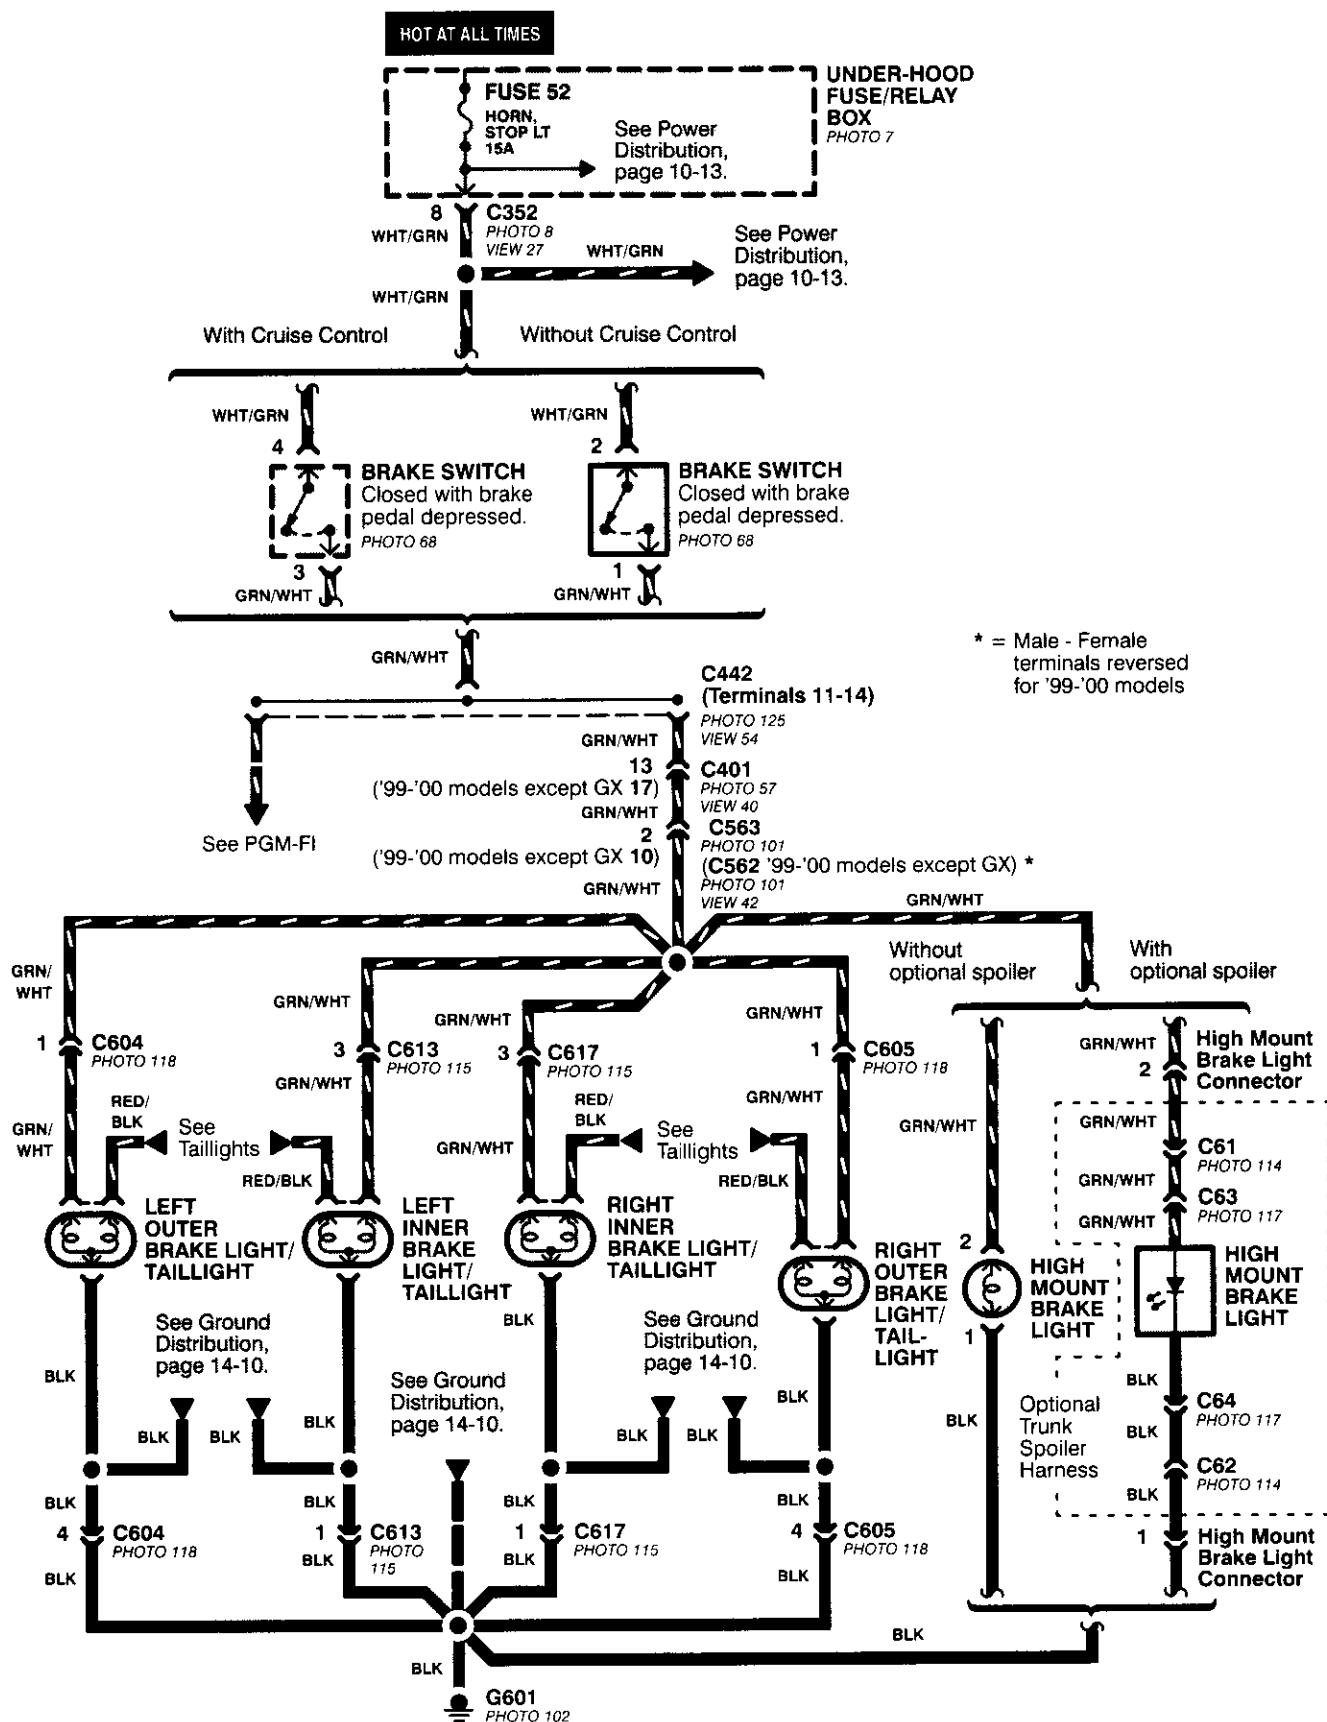 HOT AT ALL TIMES
UNDER-HOOD
FUSE/RELAY
BOX
PHOTO 7
FUSE 52
HORN,
STOP LT
15A
See Power
Distribution,
page 10-13.
8
C352
PHOTO 8
VIEW 27
WHT/GRN
WHT/GRN
See Power
Distribution,
page 10-13.
WHT/GRN
With Cruise Control
Without Cruise Control
WHT/GRN
WHT/GRN
4
2
BRAKE SWITCH
Closed with brake
pedal depressed.
PHOTO 68
BRAKE SWITCH
Closed with brake
pedal depressed.
PHOTO 68
3
1
GRN/WHT
GRN/WHT
GRN/WHT
* = Male - Female
terminals reversed
for '99-'00 models
C442
(Terminals 11-14)
PHOTO 125
VIEW 54
GRN/WHT
13
('99-'00 models except GX 17)
C401
PHOTO 57
VIEW 40
GRN/WHT
See PGM-FI
2
('99-'00 models except GX 10)
C563
PHOTO 101
(C562 '99-'00 models except GX) *
PHOTO 101
VIEW 42
GRN/WHT
GRN/WHT
Without
optional spoiler
With
optional spoiler
GRN/
WHT
GRN/WHT
GRN/WHT
GRN/WHT
1
C604
PHOTO 118
3
C613
PHOTO 115
3
C617
PHOTO 115
1
C605
PHOTO 118
GRN/WHT
High Mount
Brake Light
Connector
2
GRN/WHT
GRN/WHT
RED/
BLK
RED/
BLK
GRN/
WHT
See
Taillights
GRN/WHT
See
Taillights
GRN/WHT
GRN/WHT
C61
PHOTO 114
RED/BLK
RED/BLK
GRN/WHT
C63
PHOTO 117
GRN/WHT
LEFT
OUTER
BRAKE LIGHT/
TAILLIGHT
LEFT
INNER
BRAKE
LIGHT/
TAILLIGHT
RIGHT
INNER
BRAKE LIGHT/
TAILLIGHT
RIGHT
OUTER
BRAKE
LIGHT/
TAIL-
LIGHT
2
HIGH
MOUNT
BRAKE
LIGHT
1
HIGH
MOUNT
BRAKE
LIGHT
See Ground
Distribution,
page 14-10.
See Ground
Distribution,
page 14-10.
See Ground
Distribution,
page 14-10.
BLK
BLK
BLK
BLK
BLK
BLK
BLK
BLK
BLK
BLK
BLK
C64
PHOTO 117
BLK
Optional
Trunk
Spoiler
Harness
C62
PHOTO 114
BLK
BLK
BLK
BLK
BLK
4
C604
PHOTO 118
1
C613
PHOTO
115
1
C617
PHOTO 115
4
C605
PHOTO 118
1
High Mount
Brake Light
Connector
BLK
BLK
BLK
BLK
BLK
BLK
G601
PHOTO 102